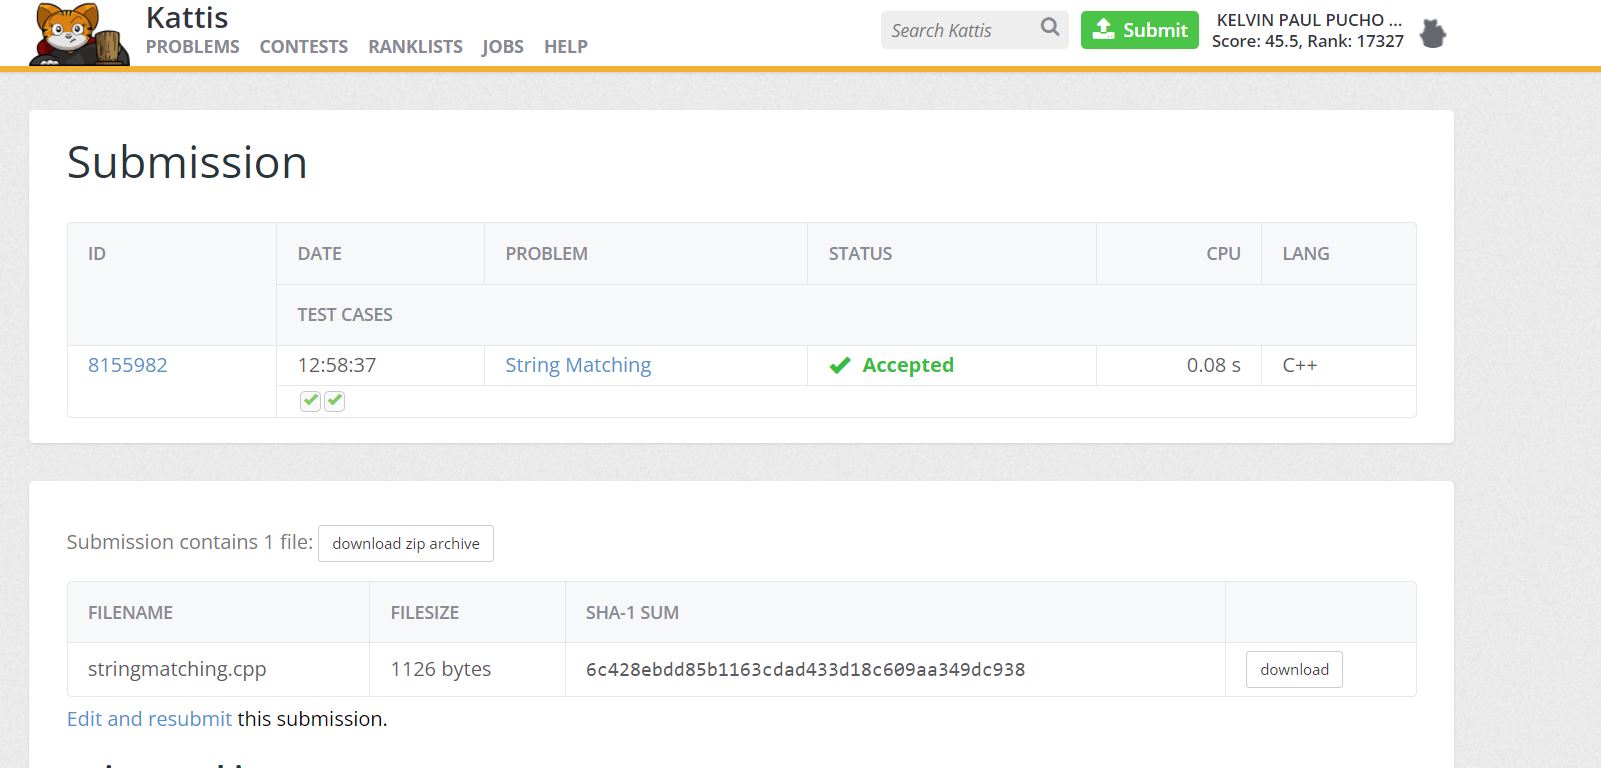 Kattis
PROBLEMS CONTESTS RANKLISTS JOBS HELP
Search Kattis
Submit
KELVIN PAUL PUCHO ...
Score: 45.5, Rank: 17327
Submission
ID DATE PROBLEM STATUS CPU LANG
TEST CASES
8155982 12:58:37 String Matching Accepted 0.08 s C++
Submission contains 1 file: download zip archive
FILENAME FILESIZE SHA-1 SUM
stringmatching.cpp 1126 bytes 6c428ebdd85b1163cdad433d18c609aa349dc938 download
Edit and resubmit this submission.